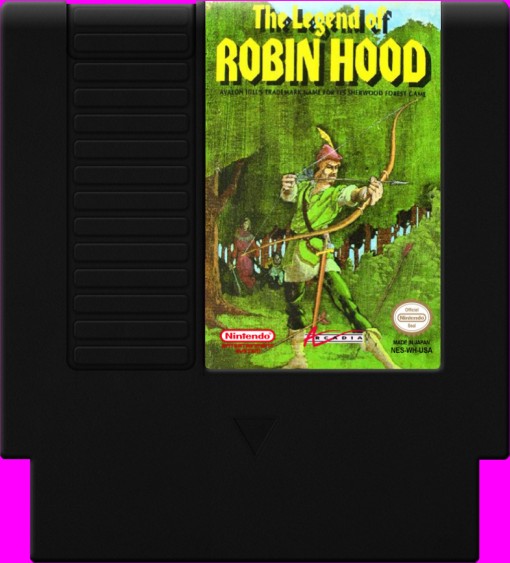 The Legend of
ROBIN HOOD
AVALON HILL'S TRADEMARK NAME FOR ITS SHERWOOD FOREST GAME
Official
Nintendo
Seal
Nintendo
ARCADIA
MADE IN JAPAN
NES-WH-USA